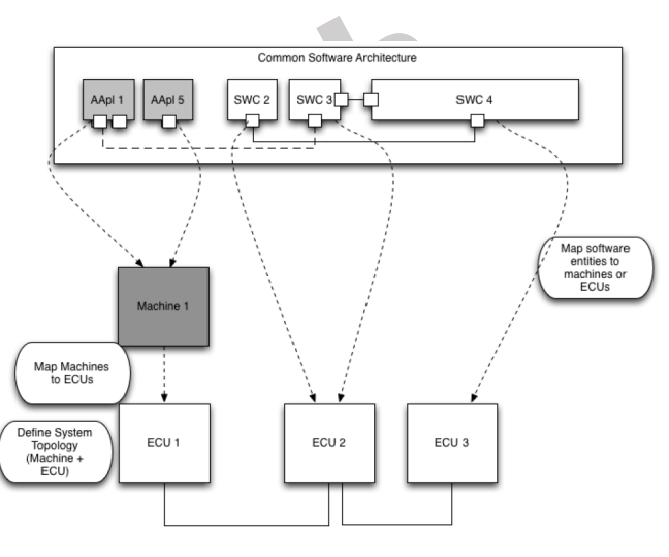 Common Software Architecture
AApl 1
AApl 5
SWC 2
SWC 3
SWC 4
Map software
entities to
machines or
ECUs
Machine 1
Map Machines
to ECUs
Define System
Topology
(Machine +
ECU)
ECU 1
ECU 2
ECU 3